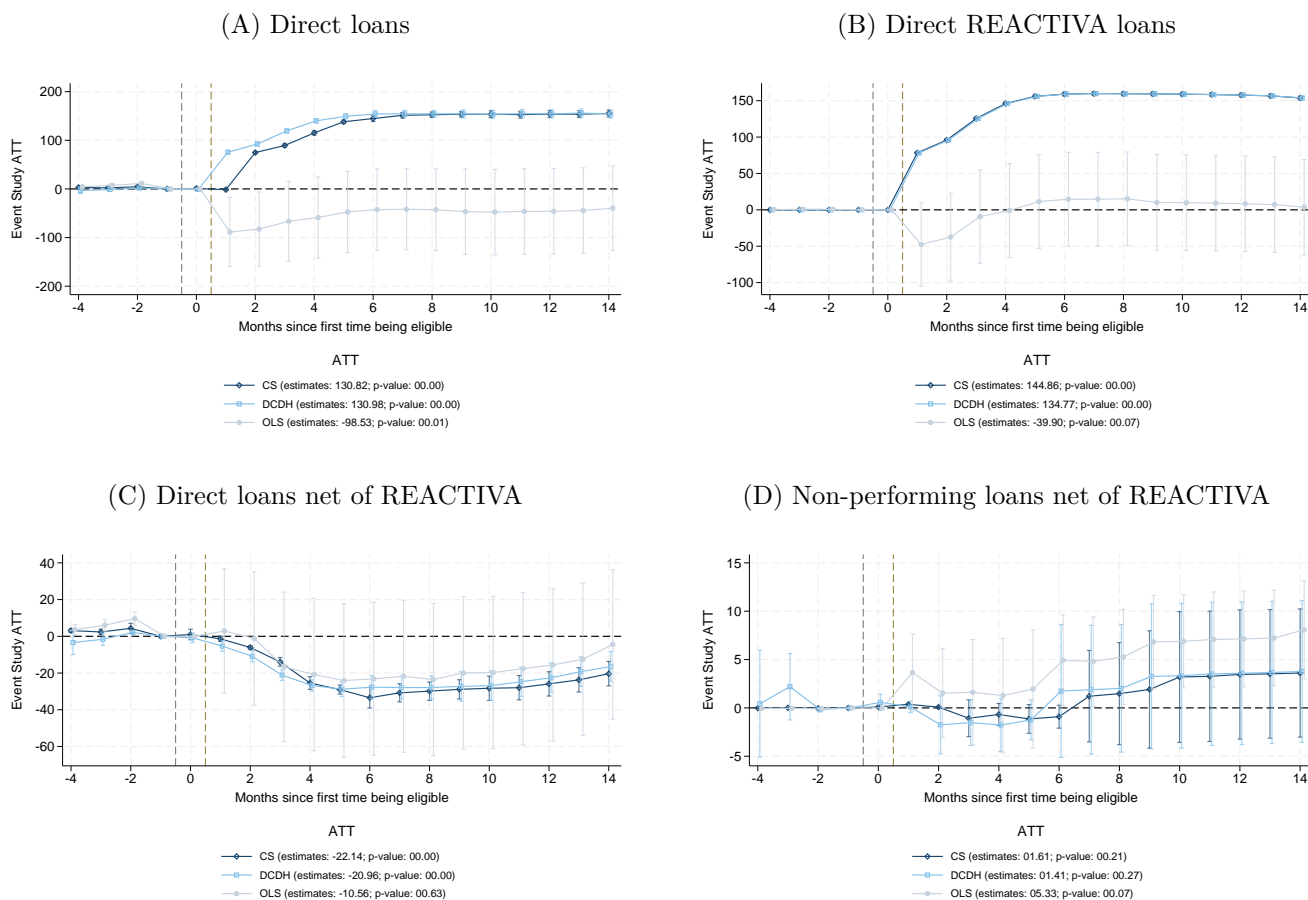 (A) Direct loans
200
100
0
-100
-200
Event Study ATT
-4
-2
0
2
4
6
8
10
12
14
Months since first time being eligible
ATT
CS (estimates: 130.82; p-value: 00.00)
DCDH (estimates: 130.98; p-value: 00.00)
OLS (estimates: -98.53; p-value: 00.01)
(B) Direct REACTIVA loans
150
100
50
0
-50
-100
Event Study ATT
-4
-2
0
2
4
6
8
10
12
14
Months since first time being eligible
ATT
CS (estimates: 144.86; p-value: 00.00)
DCDH (estimates: 134.77; p-value: 00.00)
OLS (estimates: -39.90; p-value: 00.07)
(C) Direct loans net of REACTIVA
40
20
0
-20
-40
-60
Event Study ATT
-4
-2
0
2
4
6
8
10
12
14
Months since first time being eligible
ATT
CS (estimates: -22.14; p-value: 00.00)
DCDH (estimates: -20.96; p-value: 00.00)
OLS (estimates: -10.56; p-value: 00.63)
(D) Non-performing loans net of REACTIVA
15
10
5
0
-5
Event Study ATT
-4
-2
0
2
4
6
8
10
12
14
Months since first time being eligible
ATT
CS (estimates: 01.61; p-value: 00.21)
DCDH (estimates: 01.41; p-value: 00.27)
OLS (estimates: 05.33; p-value: 00.07)